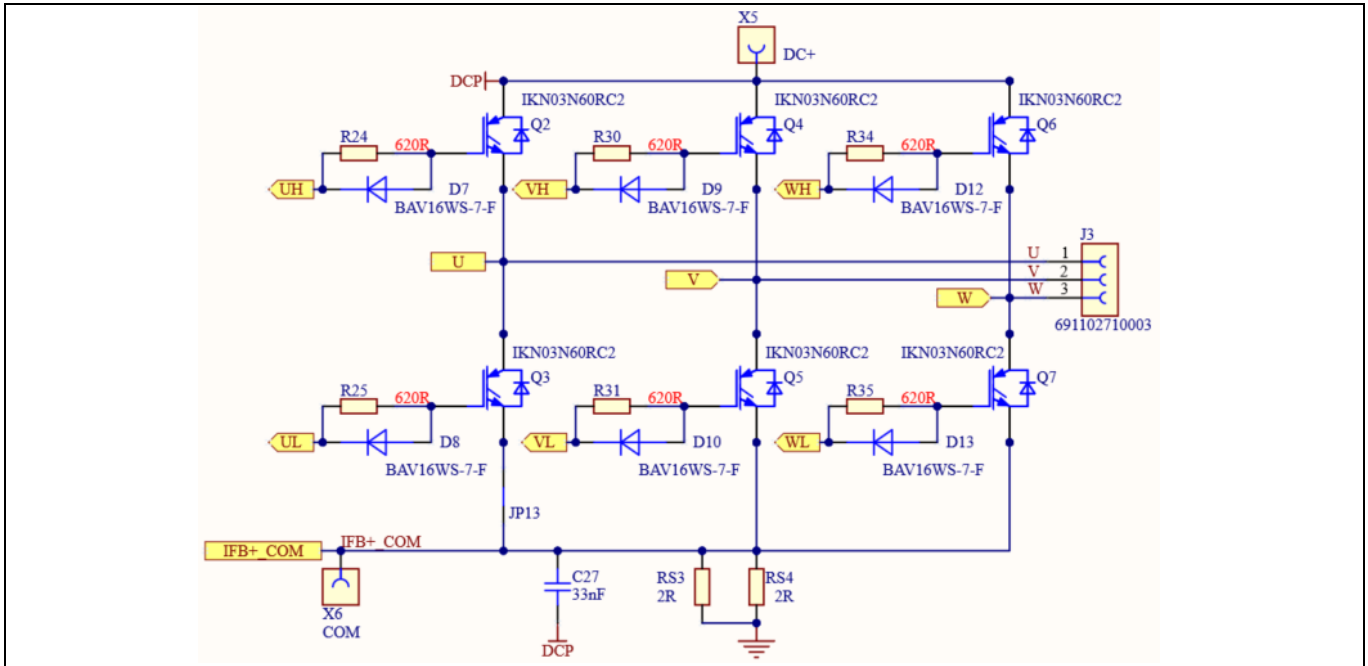 X5
DC+
DCP
IKN03N60RC2 IKN03N60RC2 IKN03N60RC2
Q2 Q4 Q6
R24 R30 R34
620R 620R 620R
UH VH WH
D7 D9 D12
BAV16WS-7-F BAV16WS-7-F BAV16WS-7-F
J3
U U 1
V V 2
W W 3
691102710003
IKN03N60RC2 IKN03N60RC2 IKN03N60RC2
Q3 Q5 Q7
R25 R31 R35
620R 620R 620R
UL VL WL
D8 D10 D13
BAV16WS-7-F BAV16WS-7-F BAV16WS-7-F
JP13
IFB+_COM IFB+_COM
C27 RS3 RS4
33nF 2R 2R
X6
COM
DCP